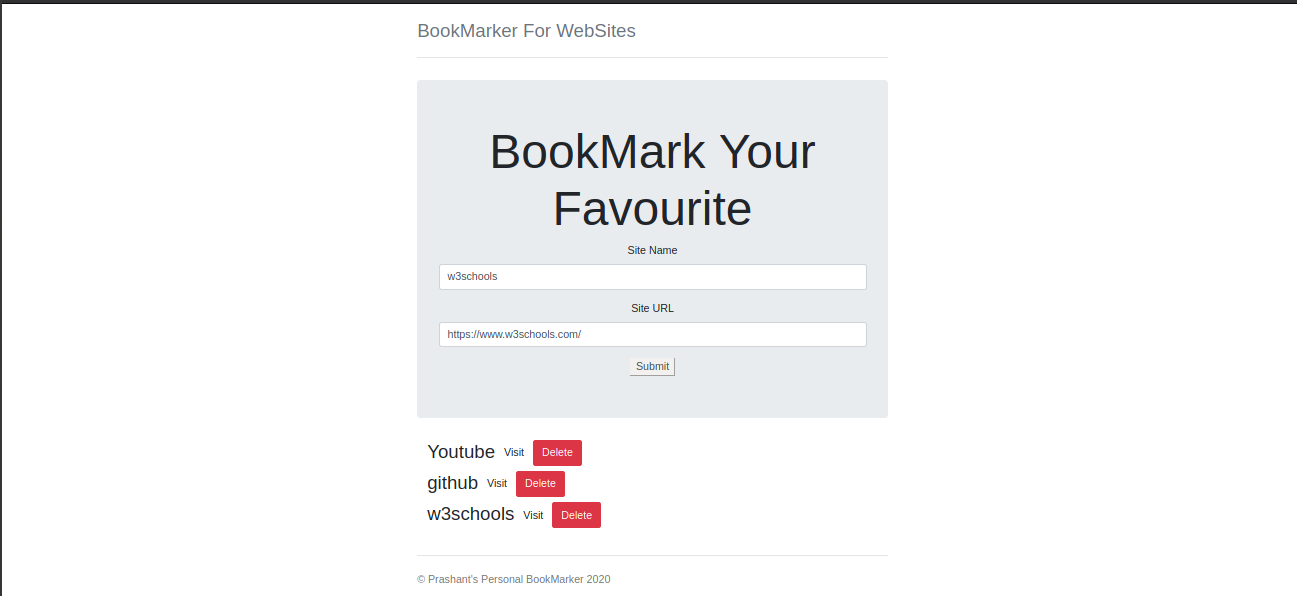 BookMarker For WebSites
BookMark Your
Favourite
Site Name
w3schools
Site URL
https://www.w3schools.com/
Submit
Youtube Visit Delete
github Visit Delete
w3schools Visit Delete
© Prashant's Personal BookMarker 2020